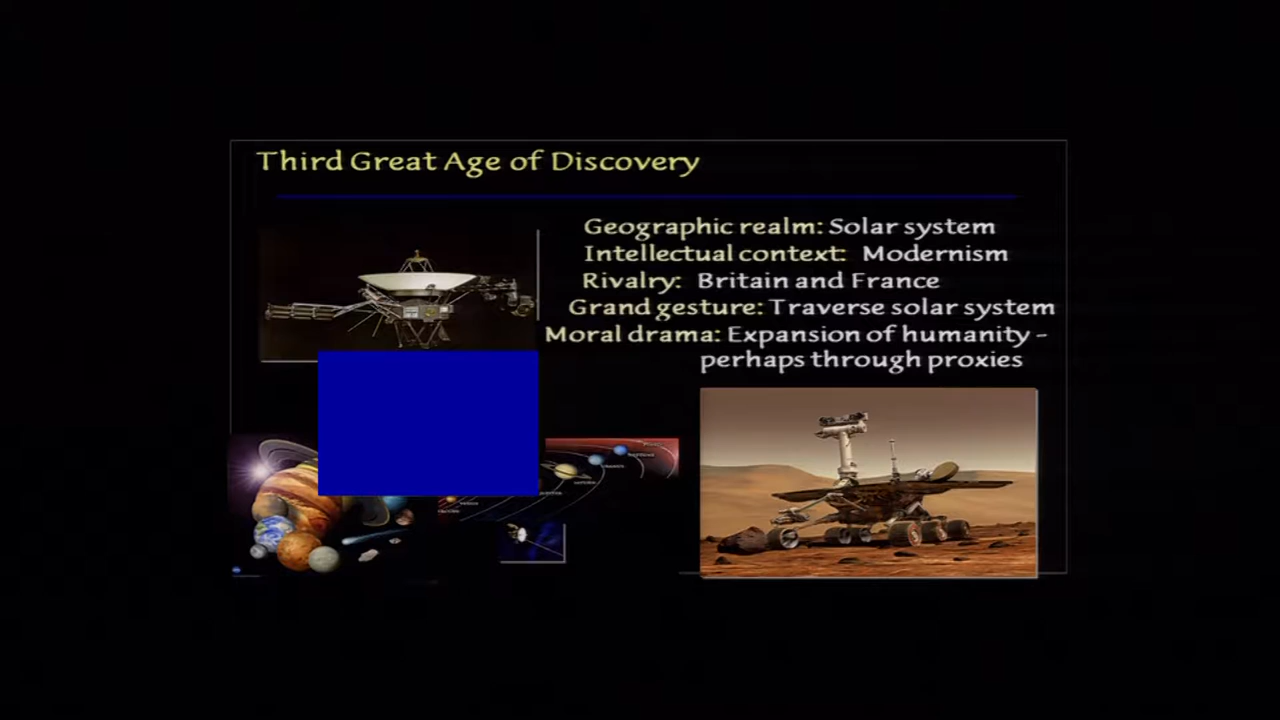 Third Great Age of Discovery
Geographic realm: Solar system
Intellectual context: Modernism
Rivalry: Britain and France
Grand gesture: Traverse solar system
Moral drama: Expansion of humanity -
perhaps through proxies